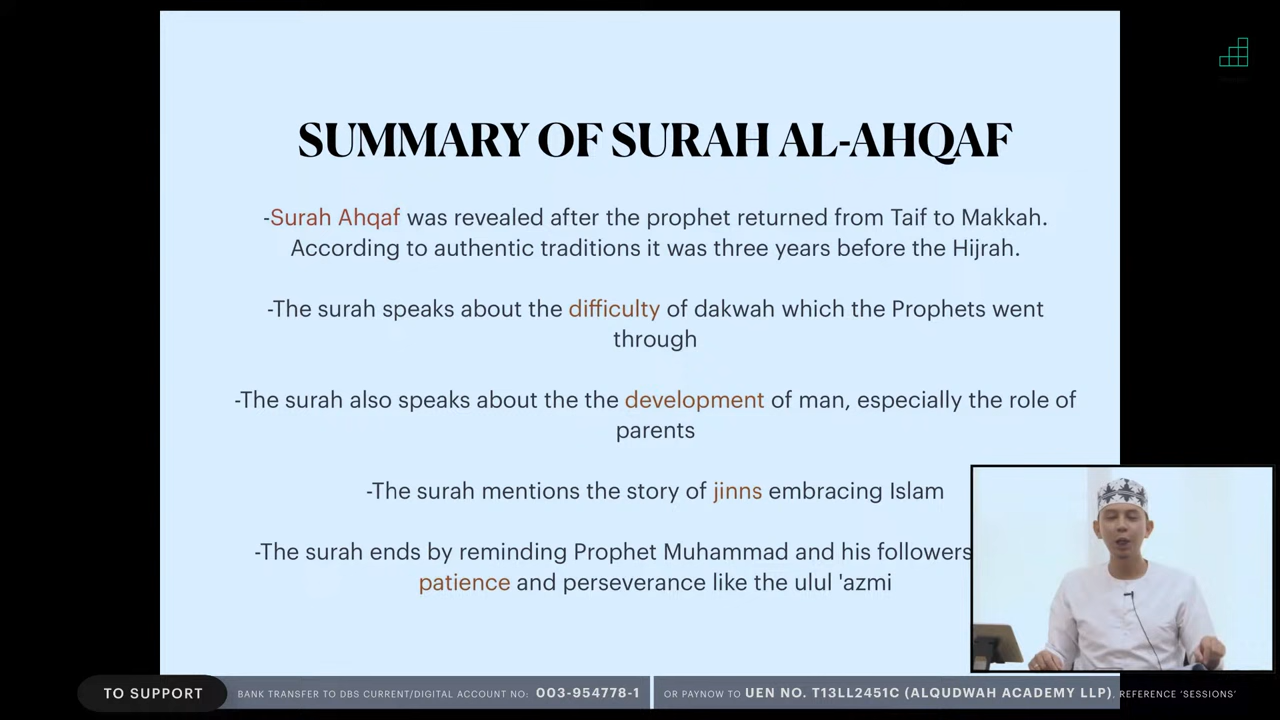 SUMMARY OF SURAH AL-AHQAF
-Surah Ahqaf was revealed after the prophet returned from Taif to Makkah.
According to authentic traditions it was three years before the Hijrah.
-The surah speaks about the difficulty of dakwah which the Prophets went
through
-The surah also speaks about the the development of man, especially the role of
parents
-The surah mentions the story of jinns embracing Islam
-The surah ends by reminding Prophet Muhammad and his followers
patience and perseverance like the ulul 'azmi
TO SUPPORT BANK TRANSFER TO DBS CURRENT/DIGITAL ACCOUNT NO: 003-954778-1 OR PAYNOW TO UEN NO. T13LL2451C (ALQUDWAH ACADEMY LLP), REFERENCE 'SESSIONS'